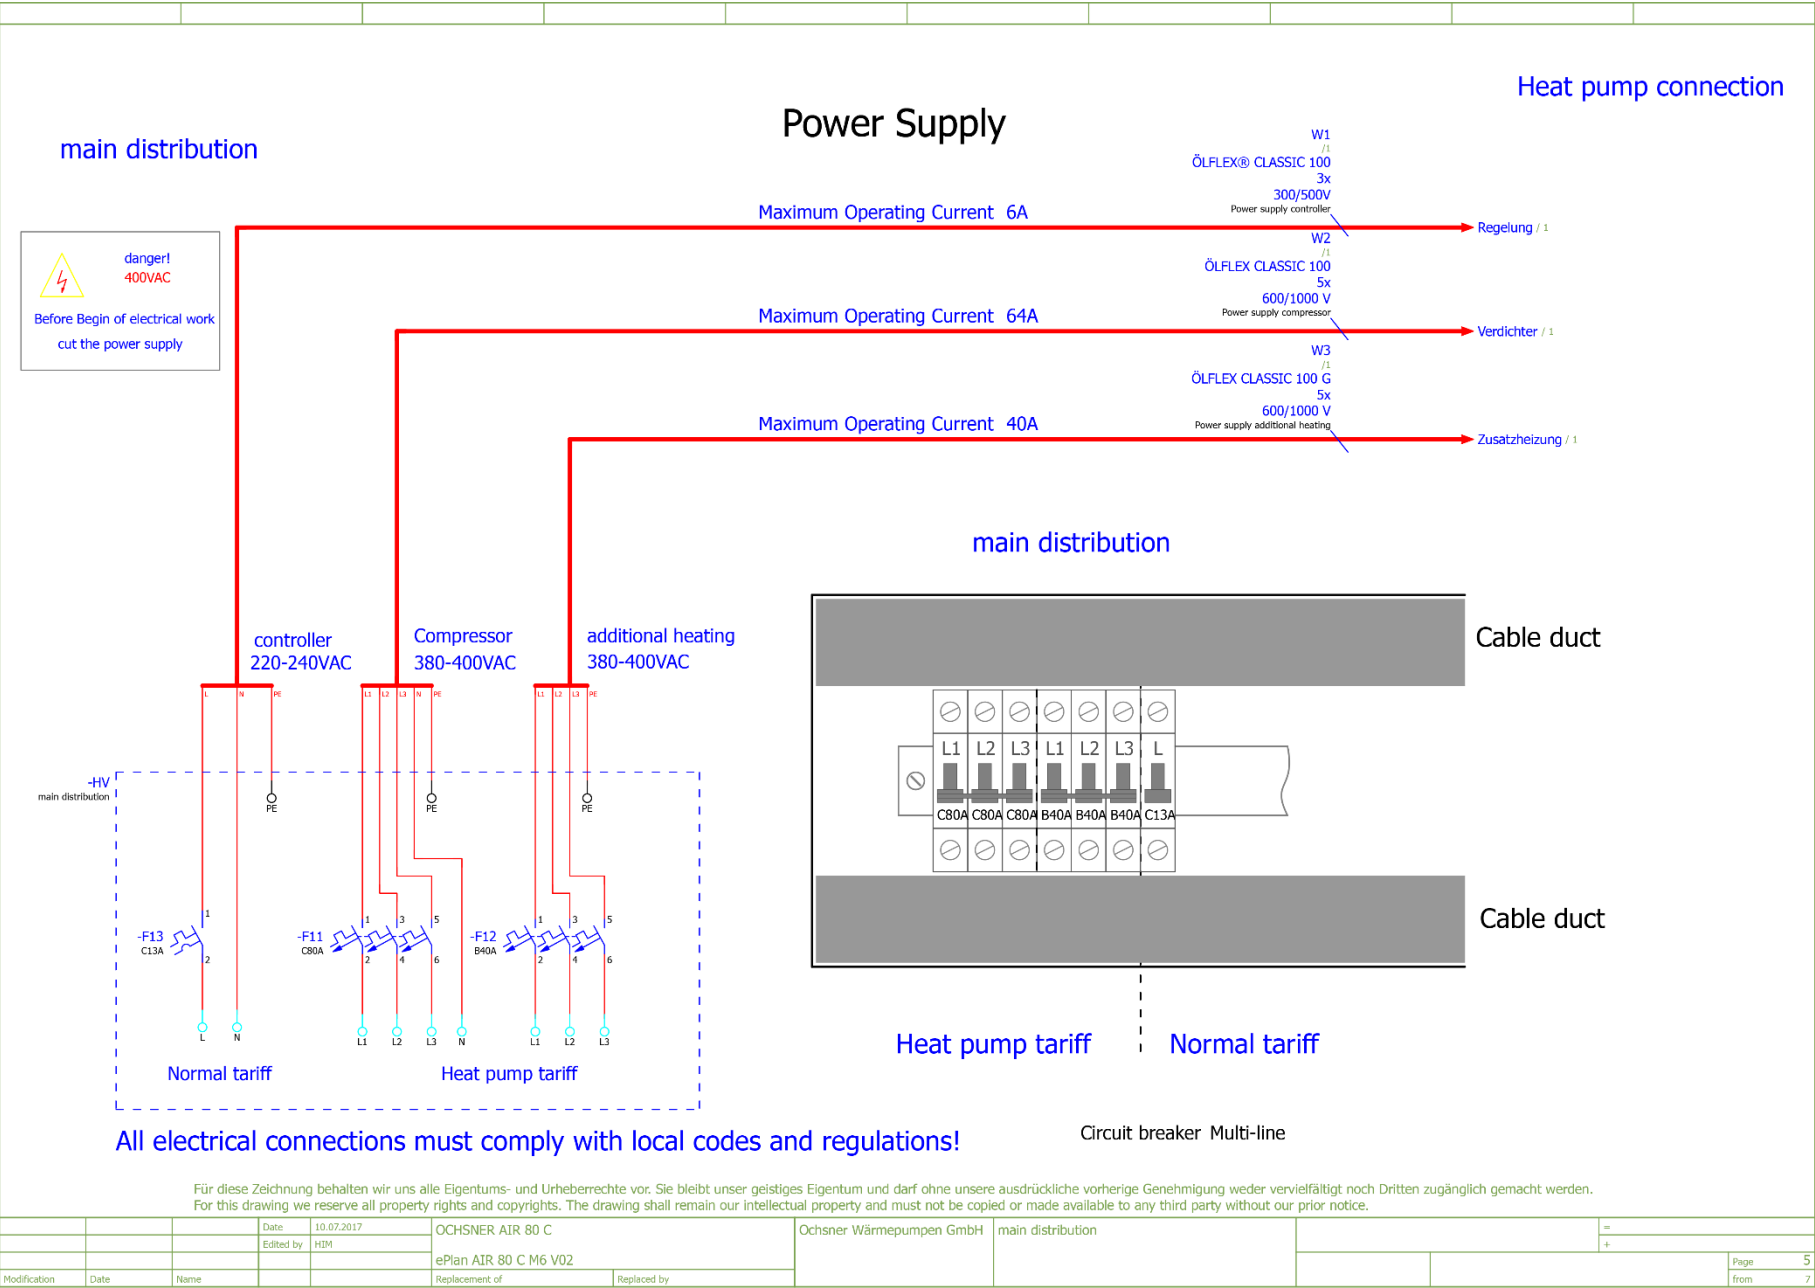 Heat pump connection
Power Supply
main distribution
W1
/1
ÖLFLEX® CLASSIC 100
3x
300/500V
Power supply controller
Maximum Operating Current 6A
Regelung / 1
danger!
400VAC
Before Begin of electrical work
cut the power supply
W2
/1
ÖLFLEX CLASSIC 100
5x
600/1000 V
Power supply compressor
Maximum Operating Current 64A
Verdichter / 1
W3
/1
ÖLFLEX CLASSIC 100 G
5x
600/1000 V
Power supply additional heating
Maximum Operating Current 40A
Zusatzheizung / 1
main distribution
controller
220-240VAC
Compressor
380-400VAC
additional heating
380-400VAC
L N PE
L1 L2 L3 N PE
L1 L2 L3 PE
Cable duct
L1 L2 L3 L1 L2 L3 L
C80A C80A C80A B40A B40A B40A C13A
-HV
main distribution
PE PE PE
Cable duct
-F13
C13A
1
2
-F11
C80A
1 3 5
2 4 6
-F12
B40A
1 3 5
2 4 6
L N
L1 L2 L3 N
L1 L2 L3
Normal tariff
Heat pump tariff
Heat pump tariff
Normal tariff
All electrical connections must comply with local codes and regulations!
Circuit breaker Multi-line
Für diese Zeichnung behalten wir uns alle Eigentums- und Urheberrechte vor. Sie bleibt unser geistiges Eigentum und darf ohne unsere ausdrückliche vorherige Genehmigung weder vervielfältigt noch Dritten zugänglich gemacht werden.
For this drawing we reserve all property rights and copyrights. The drawing shall remain our intellectual property and must not be copied or made available to any third party without our prior notice.
Date 10.07.2017
Edited by HIM
OCHSNER AIR 80 C
ePlan AIR 80 C M6 V02
Ochsner Wärmepumpen GmbH
main distribution
=
+
Page 5
from 7
Modification Date Name
Replacement of
Replaced by